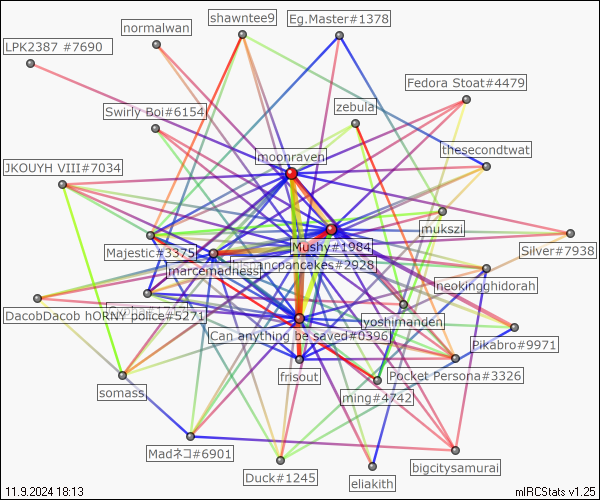 shawntee9
Eg.Master#1378
normalwan
LPK2387 #7690
Fedora Stoat#4479
zebula
Swirly Boi#6154
thesecondtwat
moonraven
JKOUYH VIII#7034
mukszi
Mushy#1984
Majestic#3375
Silver#7938
marcemadness
ncpancakes#2928
neokingghidorah
DacobDacob hORNY police#5271
yoshimanden
Can anything be saved#0396
Pikabro#9971
frisout
Pocket Persona#3326
somass
ming#4742
Madネコ#6901
bigcitysamurai
Duck#1245
eliakith
11.9.2024 18:13
mIRCStats v1.25